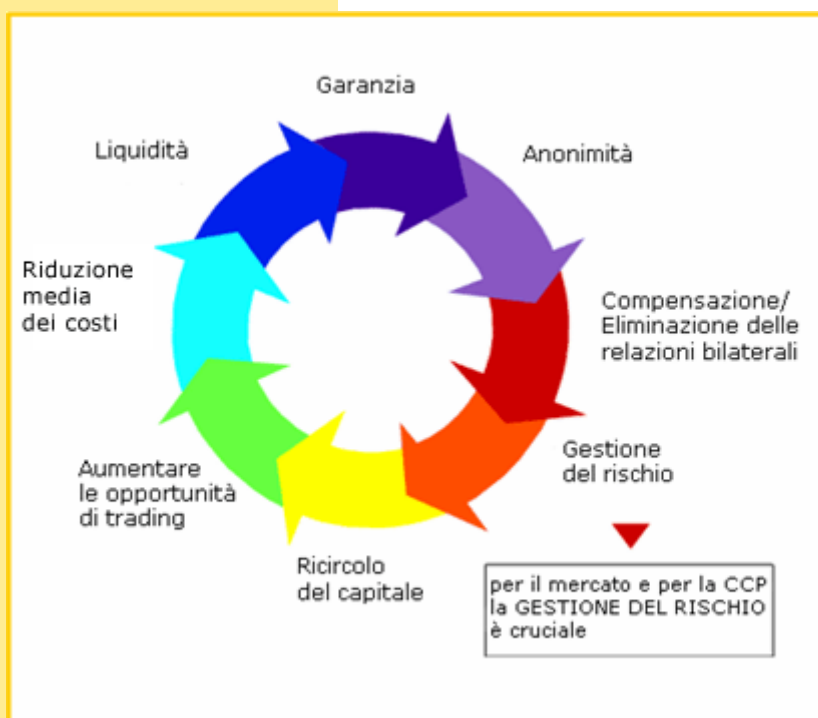 Garanzia
Anonimità
Compensazione/
Eliminazione delle
relazioni bilaterali
Gestione
del rischio
per il mercato e per la CCP
la GESTIONE DEL RISCHIO
è cruciale
Ricircolo
del capitale
Aumentare
le opportunità
di trading
Riduzione
media
dei costi
Liquidità